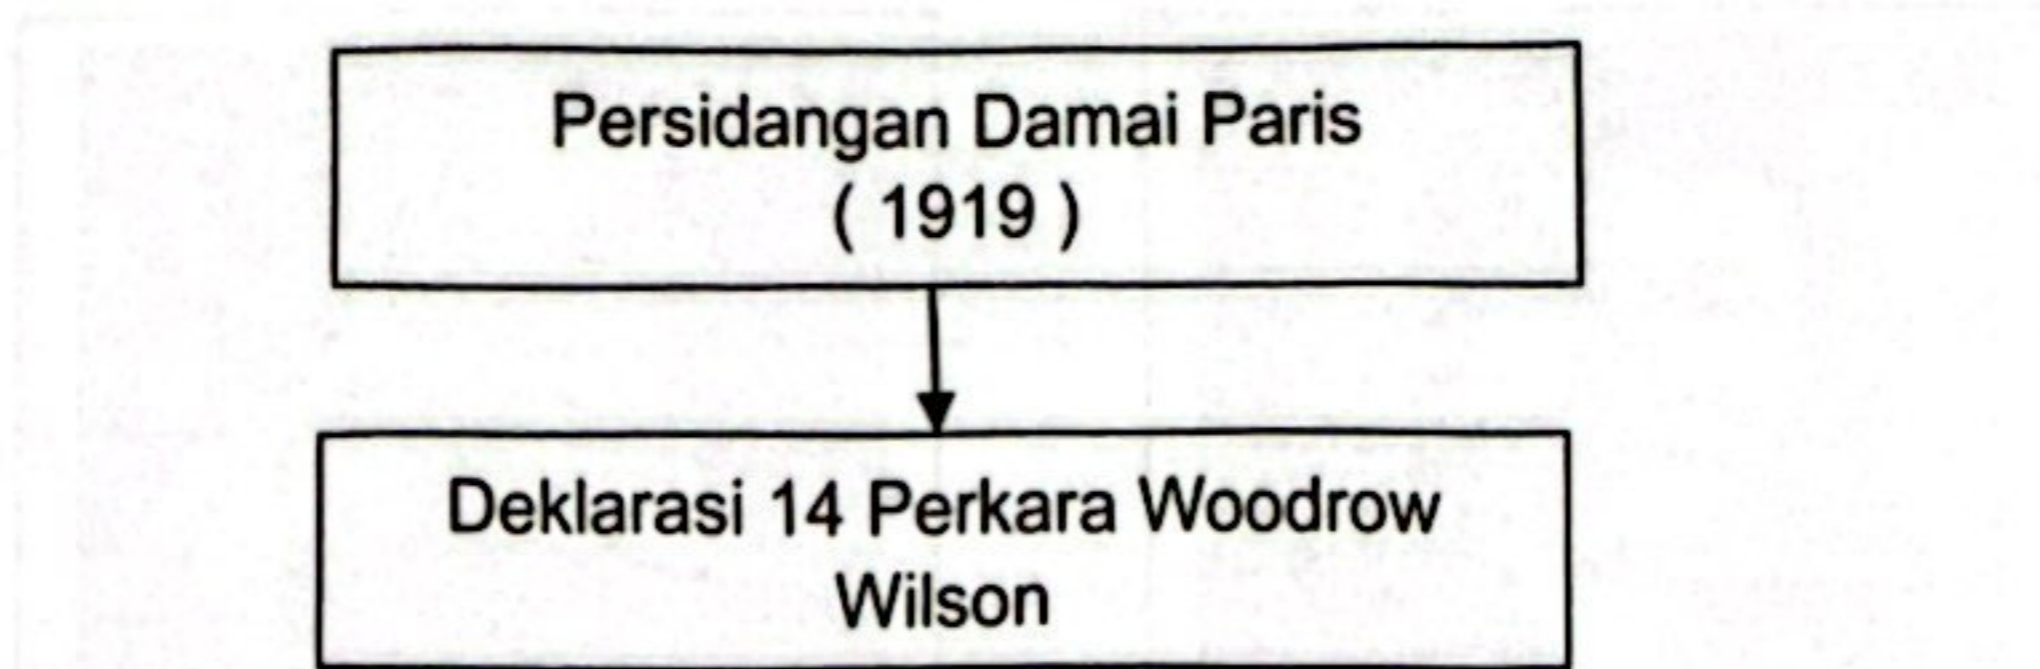 Persidangan Damai Paris
( 1919 )
Deklarasi 14 Perkara Woodrow
Wilson